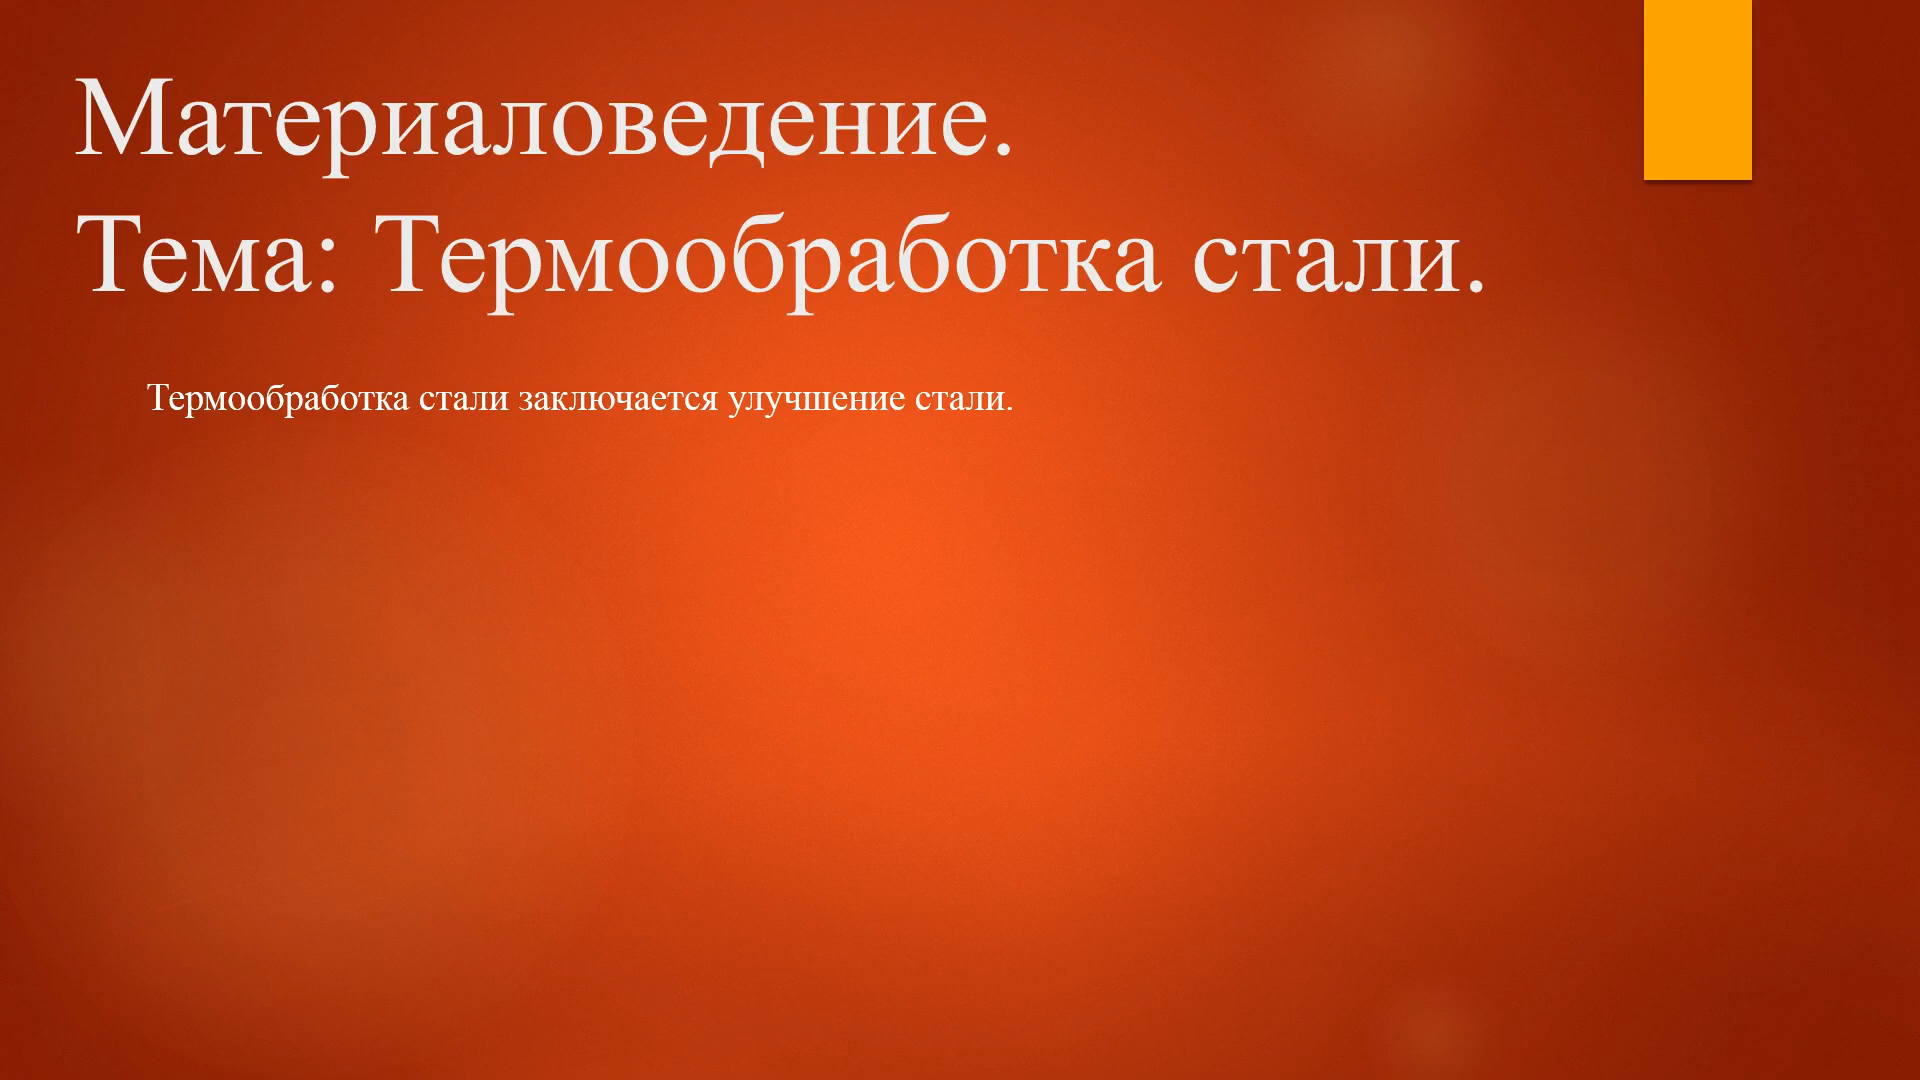 Материаловедение.
Тема: Термообработка стали.
Термообработка стали заключается улучшение стали.